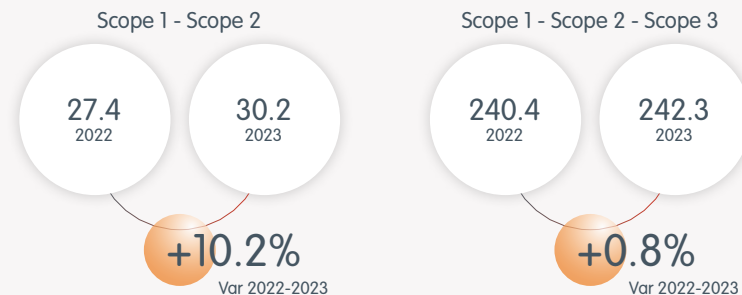 Scope 1 - Scope 2
27.4
2022
30.2
2023
+10.2%
Var 2022-2023
Scope 1 - Scope 2 - Scope 3
240.4
2022
242.3
2023
+0.8%
Var 2022-2023